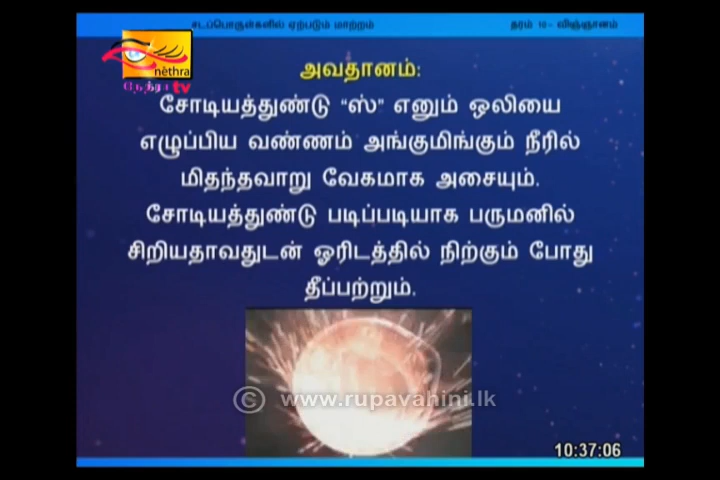 சடப்பொருள்களில் ஏற்படும் மாற்றம் தரம் 10 - விஞ்ஞானம்
nethra
நேத்ரா tv
அவதானம்:
சோடியத்துண்டு “ஸ்” எனும் ஒலியை
எழுப்பிய வண்ணம் அங்குமிங்கும் நீரில்
மிதந்தவாறு வேகமாக அசையும்.
சோடியத்துண்டு படிப்படியாக பருமனில்
சிறியதாவதுடன் ஓரிடத்தில் நிற்கும் போது
தீப்பற்றும்.
© www.rupavahini.lk
10:37:06